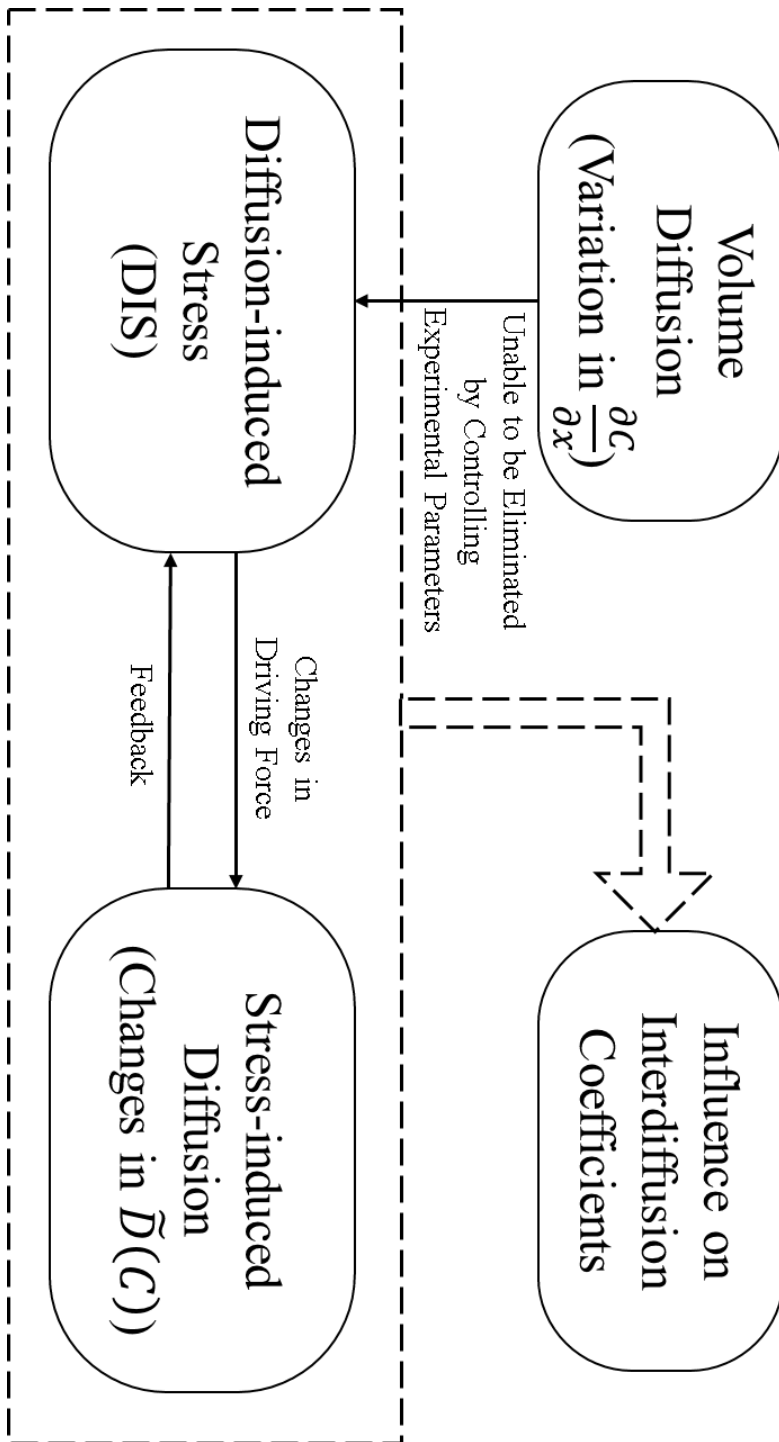 Volume
Diffusion
(Variation in ∂C/∂x)
Unable to be Eliminated
by Controlling
Experimental Parameters
Diffusion-induced
Stress
(DIS)
Changes in
Driving Force
Feedback
Stress-induced
Diffusion
(Changes in D̃(C))
Influence on
Interdiffusion
Coefficients